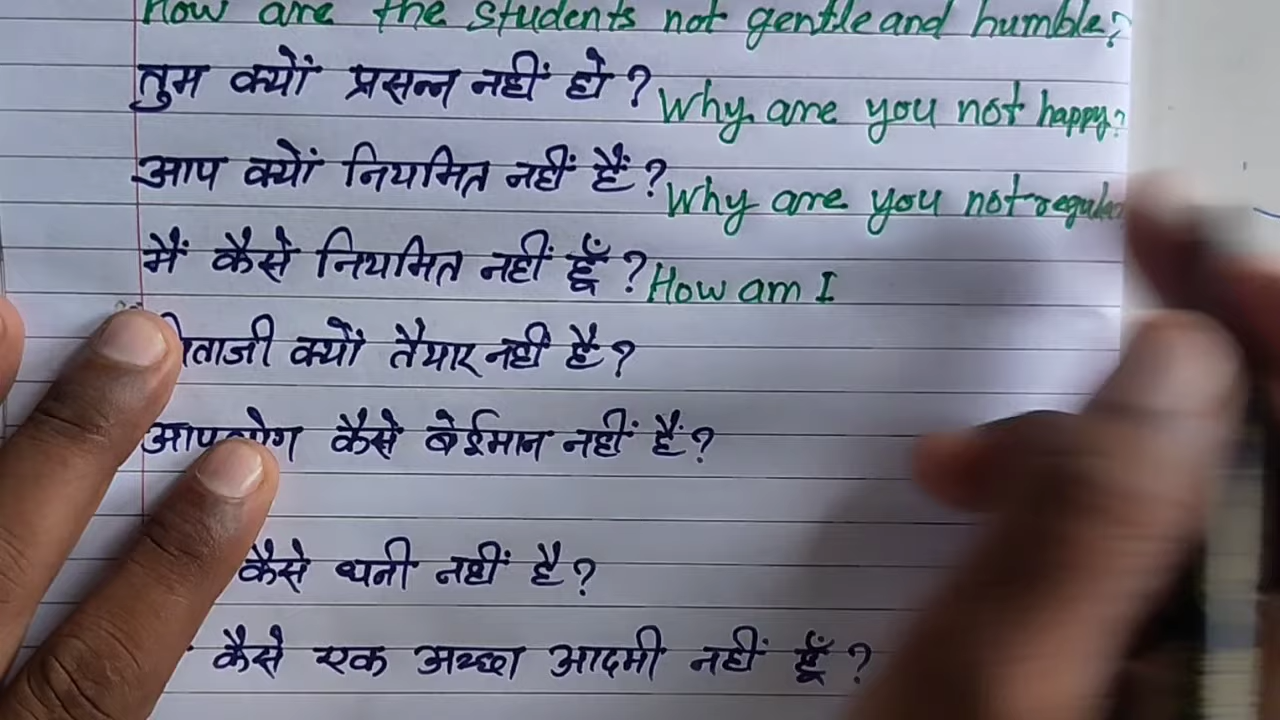 How are the students not gentle and humble?
तुम क्यों प्रसन्न नहीं हो ? Why are you not happy?
आप क्यों नियमित नहीं हैं ? Why are you not regular
मैं कैसे नियमित नहीं हूँ ? How am I
क्यों तैयार नहीं है ?
आपलोग कैसे बेईमान नहीं हैं ?
कैसे धनी नहीं है ?
कैसे एक अच्छा आदमी नहीं हूँ ?